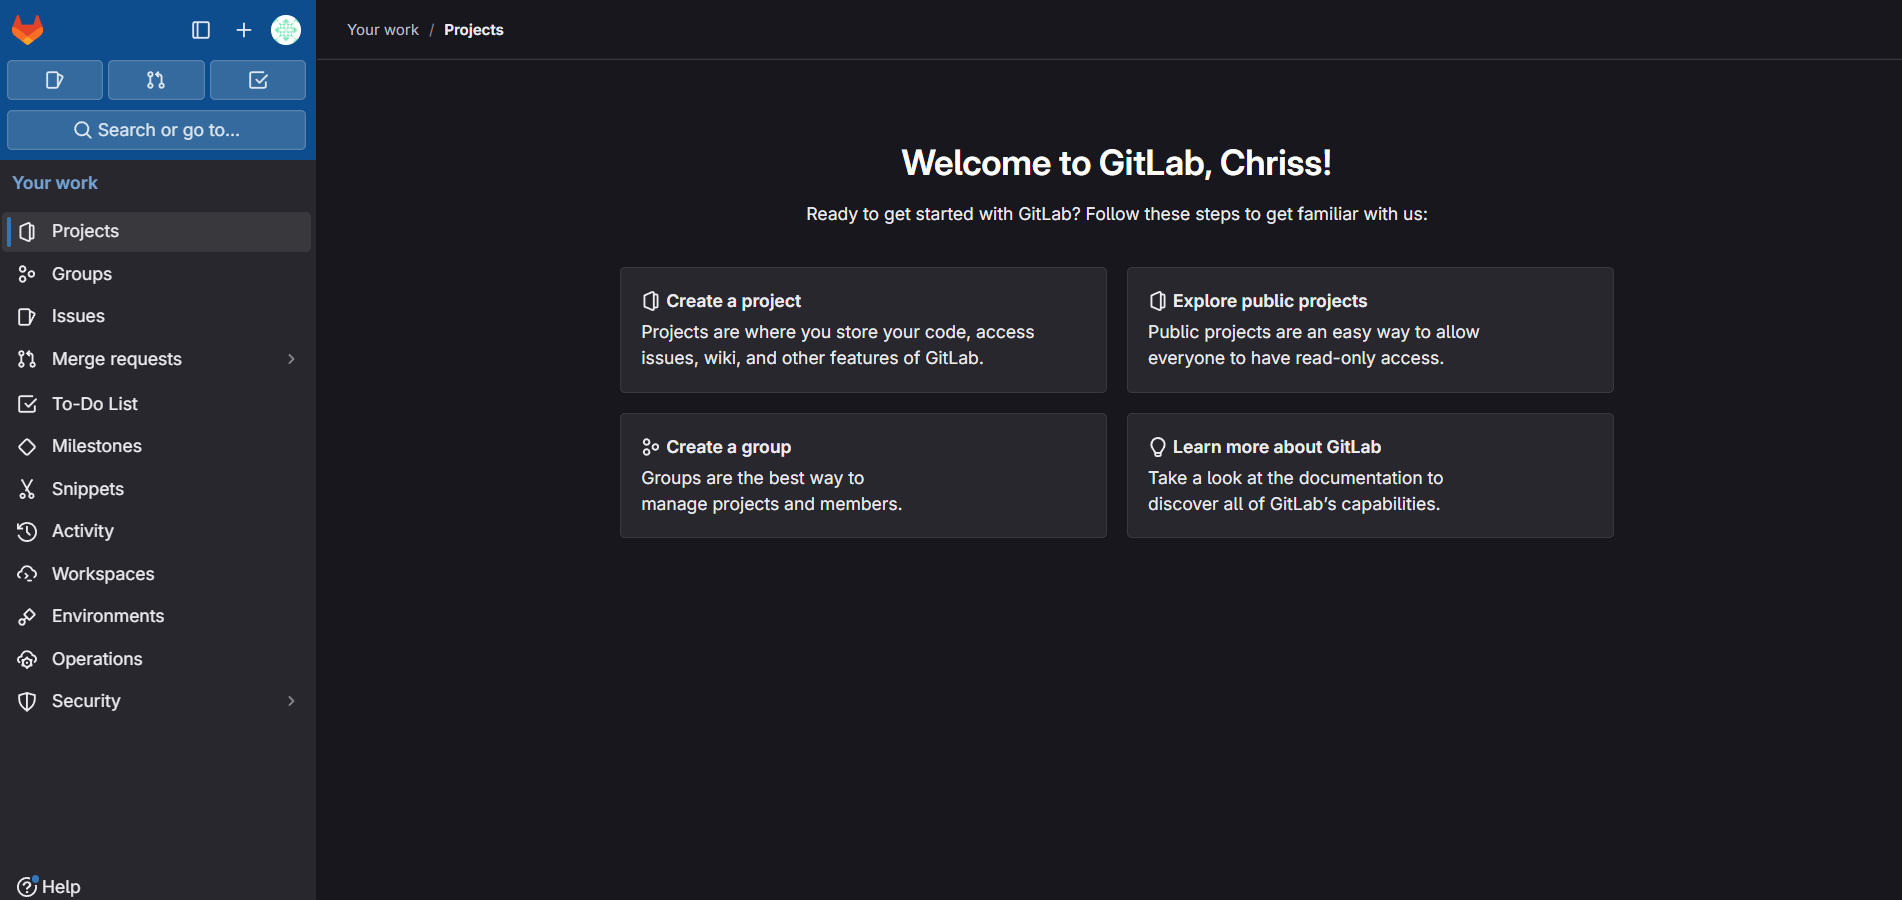 Your work / Projects
Search or go to...
Your work
Projects
Groups
Issues
Merge requests
To-Do List
Milestones
Snippets
Activity
Workspaces
Environments
Operations
Security
Help
Welcome to GitLab, Chriss!
Ready to get started with GitLab? Follow these steps to get familiar with us:
Create a project
Projects are where you store your code, access
issues, wiki, and other features of GitLab.
Explore public projects
Public projects are an easy way to allow
everyone to have read-only access.
Create a group
Groups are the best way to
manage projects and members.
Learn more about GitLab
Take a look at the documentation to
discover all of GitLab’s capabilities.